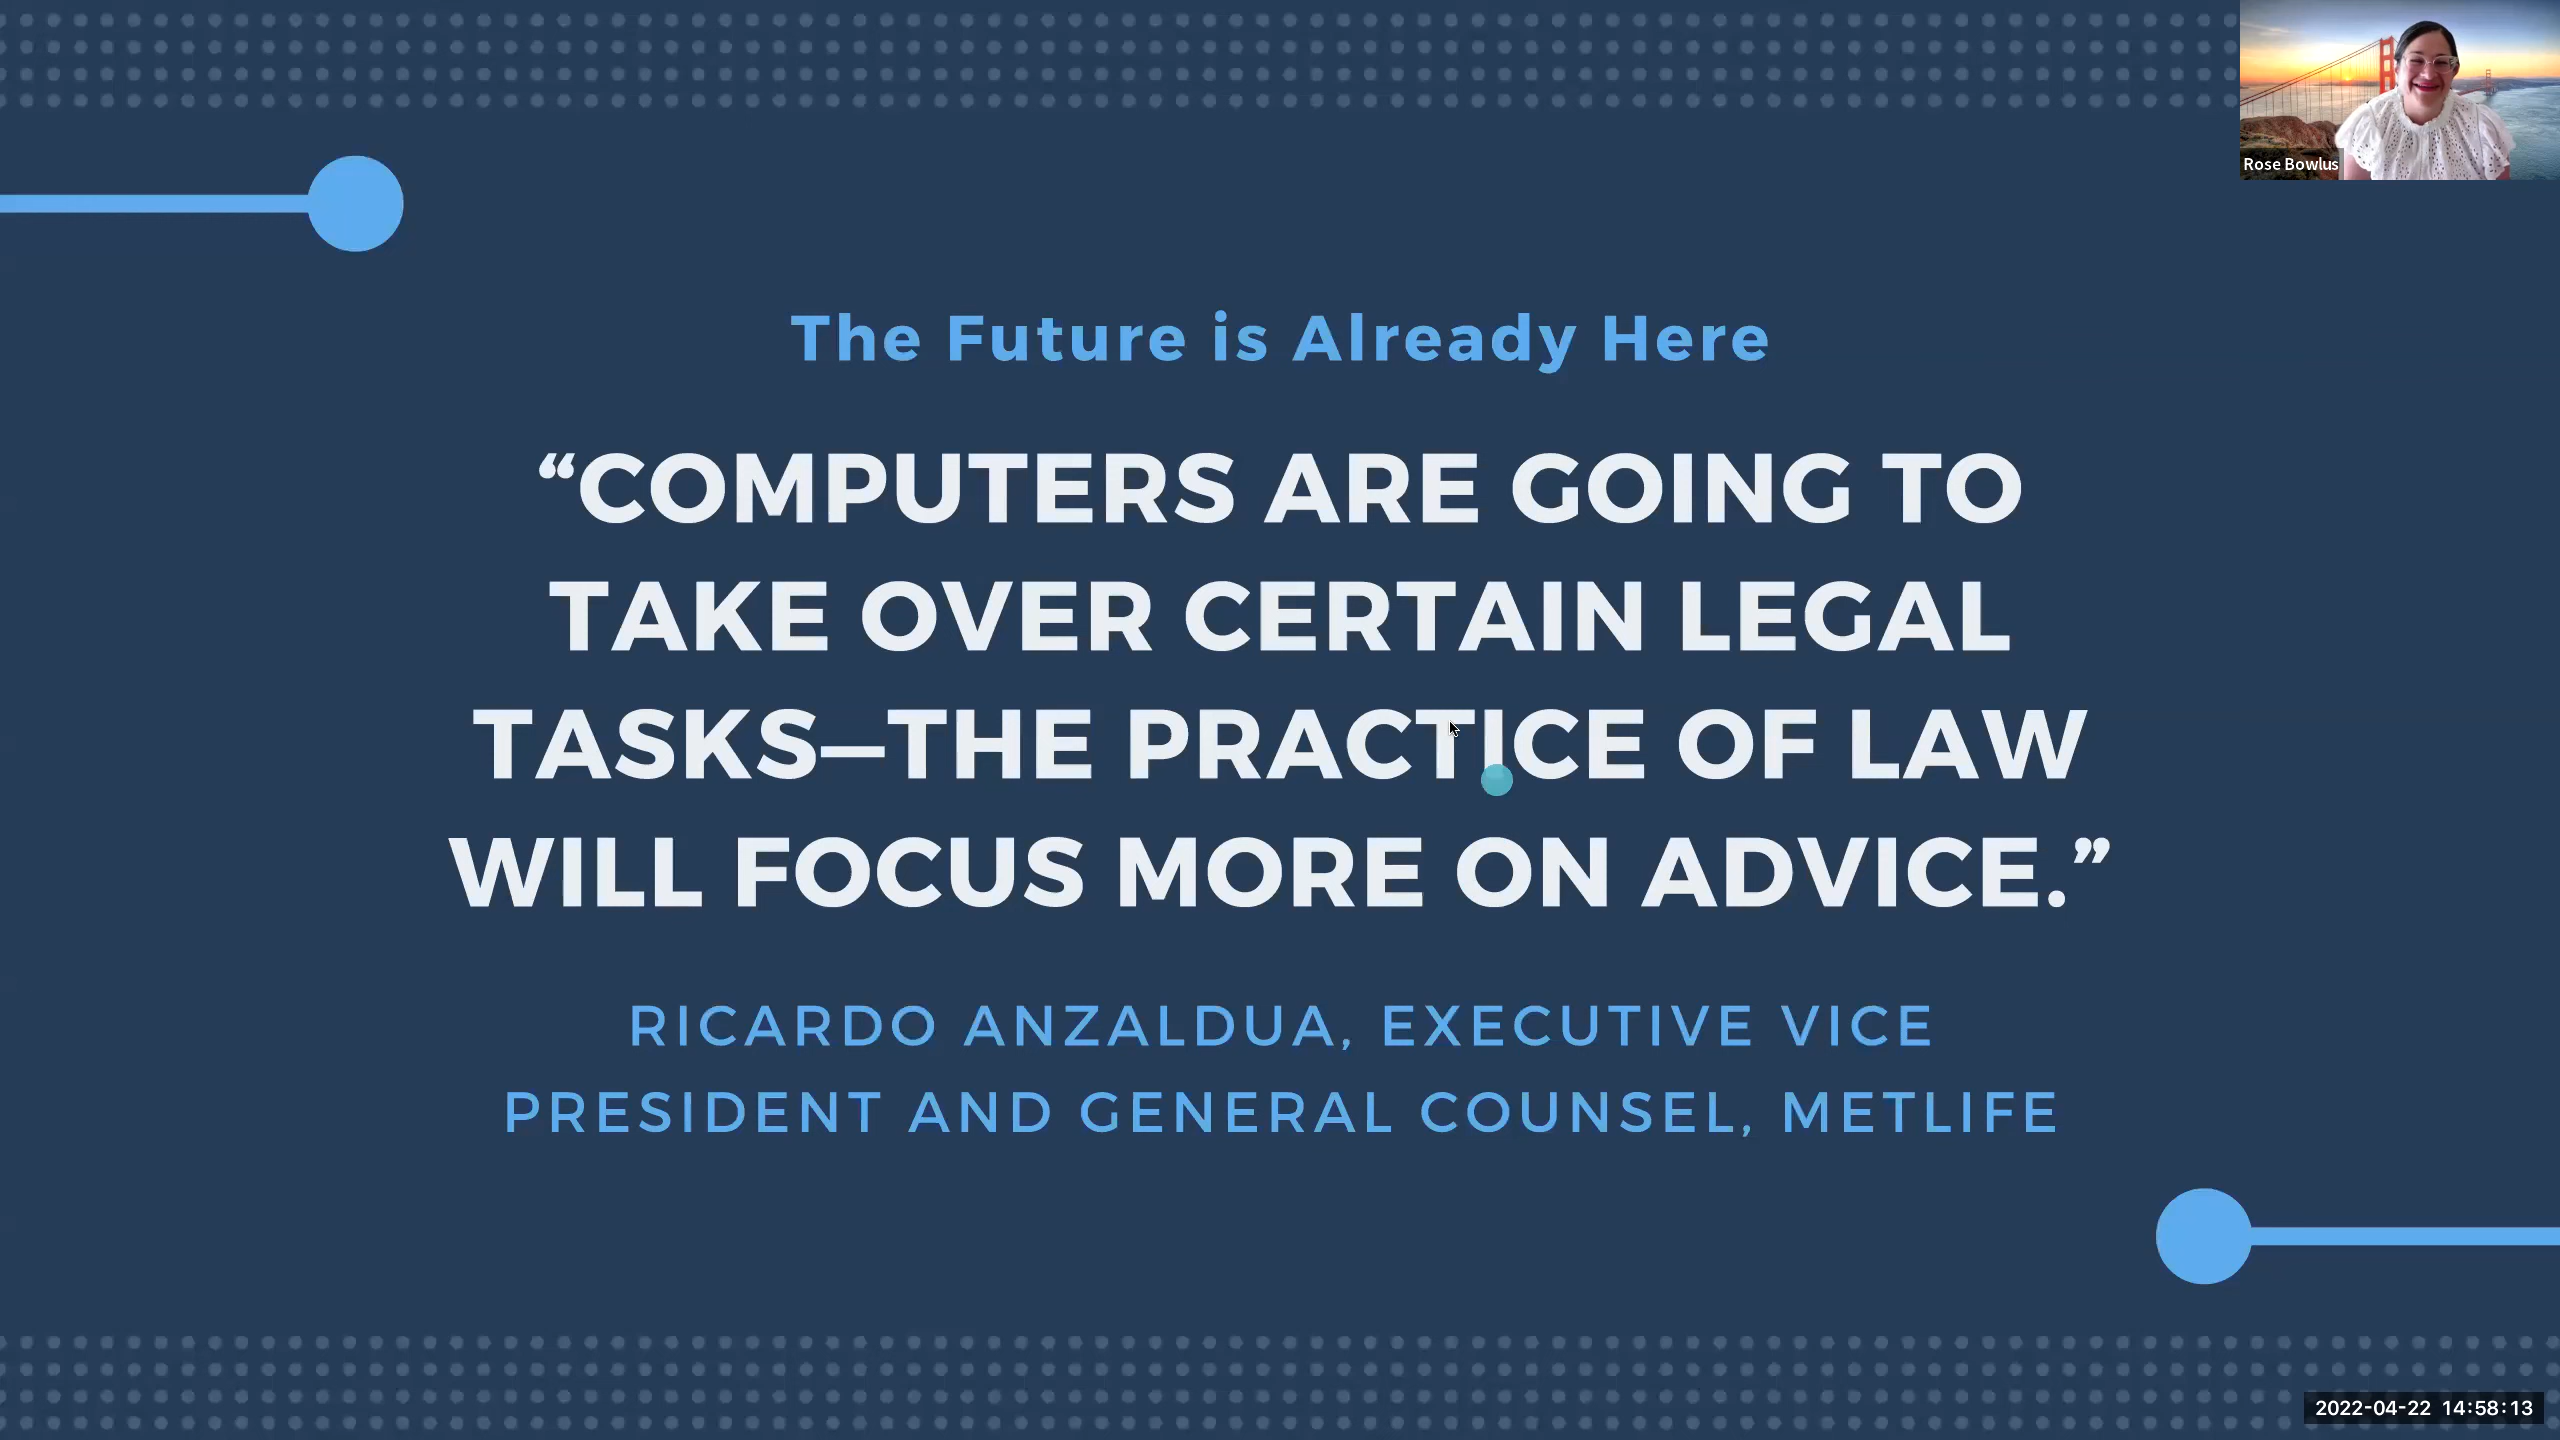 Rose Bowlus
The Future is Already Here
“COMPUTERS ARE GOING TO
TAKE OVER CERTAIN LEGAL
TASKS—THE PRACTICE OF LAW
WILL FOCUS MORE ON ADVICE.”
RICARDO ANZALDUA, EXECUTIVE VICE
PRESIDENT AND GENERAL COUNSEL, METLIFE
2022-04-22 14:58:13